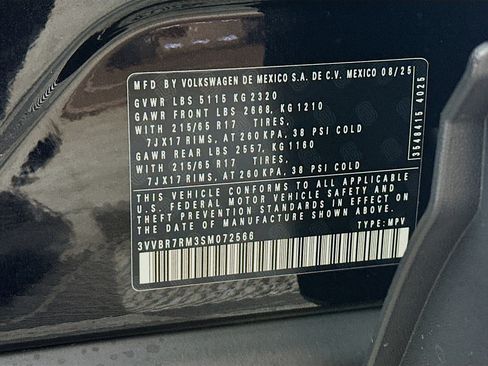 MFD BY VOLKSWAGEN DE MEXICO S.A. DE C.V. MEXICO 08/25
GVWR LBS 5115 KG 2320
GAWR FRONT LBS 2668, KG 1210
WITH 215/65 R17 TIRES,
7JX17 RIMS, AT 260 KPA, 38 PSI COLD
GAWR REAR LBS 2557, KG 1160
WITH 215/65 R17 TIRES,
7JX17 RIMS, AT 260 KPA, 38 PSI COLD
THIS VEHICLE CONFORMS TO ALL APPLICABLE
U.S. FEDERAL MOTOR VEHICLE SAFETY AND
THEFT PREVENTION STANDARDS IN EFFECT ON
THE DATE OF MANUFACTURE SHOWN ABOVE.
3VVBR7RM3SM072566 TYPE: MPV
3548415 4025